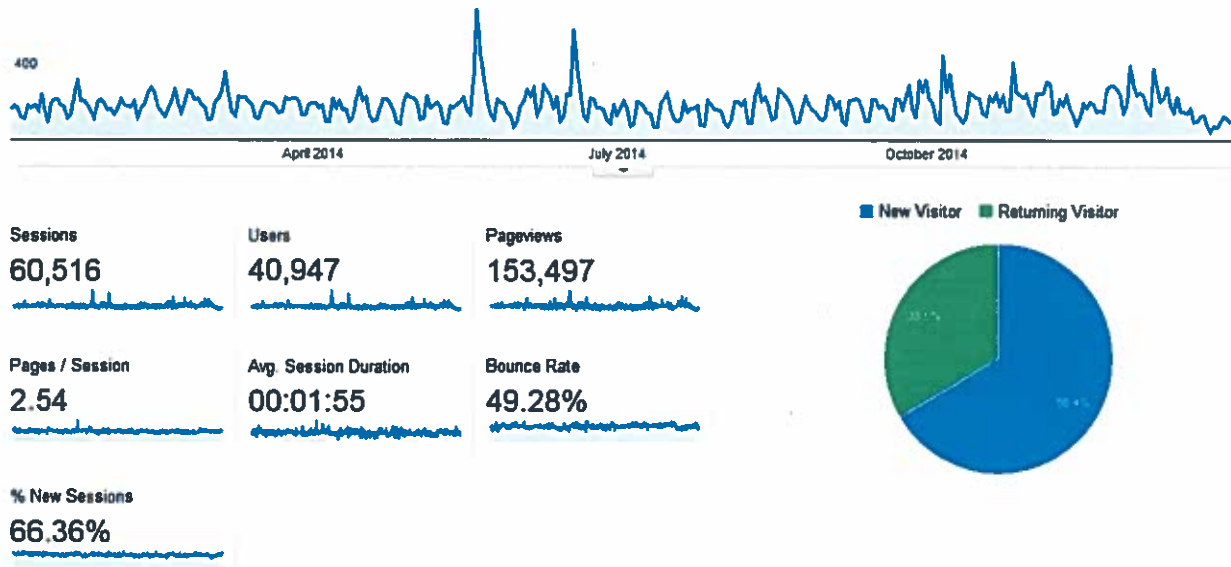 400
April 2014 July 2014 October 2014
New Visitor Returning Visitor
Sessions Users Pageviews
60,516 40,947 153,497
Pages / Session Avg. Session Duration Bounce Rate
2.54 00:01:55 49.28%
% New Sessions
66.36%